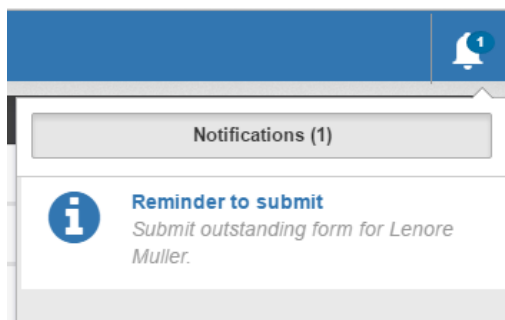 1
Notifications (1)
Reminder to submit
Submit outstanding form for Lenore
Muller.